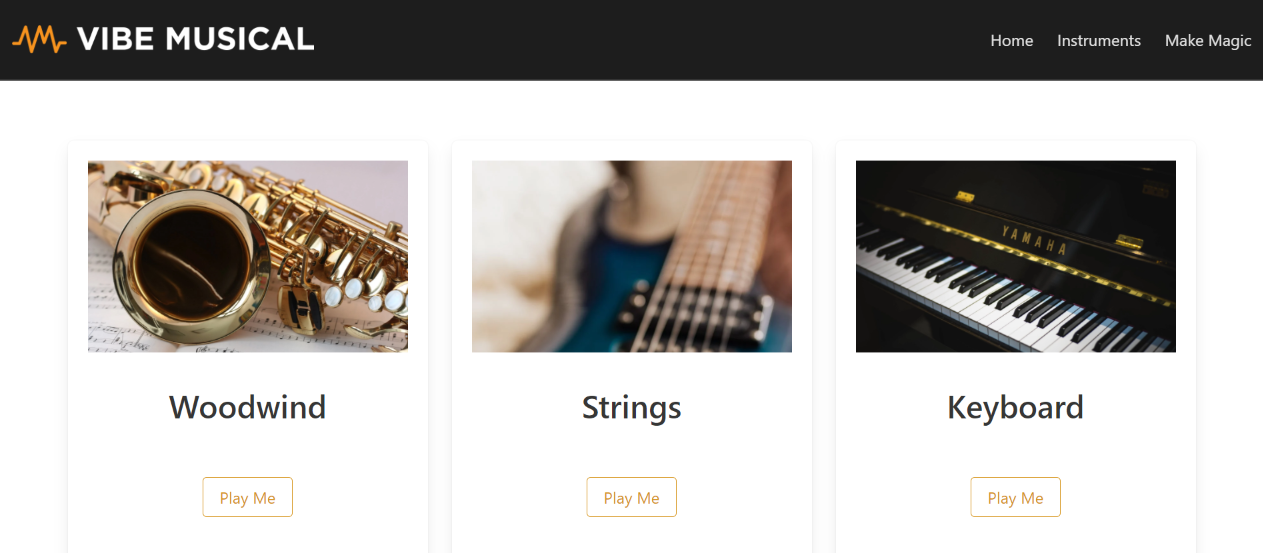 VIBE MUSICAL
Home Instruments Make Magic
YAMAHA
Woodwind
Strings
Keyboard
Play Me
Play Me
Play Me